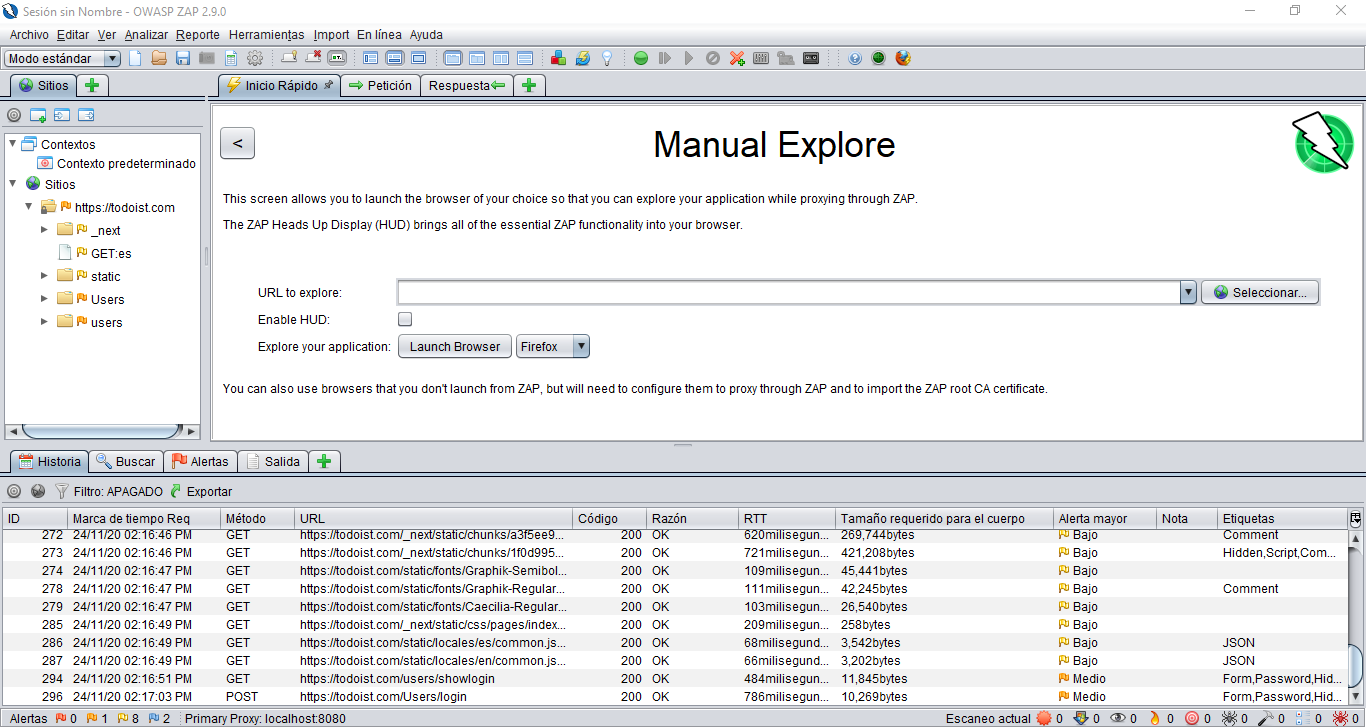 Sesión sin Nombre - OWASP ZAP 2.9.0
Archivo Editar Ver Analizar Reporte Herramientas Import En línea Ayuda
Modo estándar
Sitios
Inicio Rápido Petición Respuesta
Contextos
Contexto predeterminado
Sitios
https://todoist.com
_next
GET:es
static
Users
users
<
Manual Explore
This screen allows you to launch the browser of your choice so that you can explore your application while proxying through ZAP.
The ZAP Heads Up Display (HUD) brings all of the essential ZAP functionality into your browser.
URL to explore: Seleccionar...
Enable HUD:
Explore your application: Launch Browser Firefox
You can also use browsers that you don't launch from ZAP, but will need to configure them to proxy through ZAP and to import the ZAP root CA certificate.
Historia Buscar Alertas Salida
Filtro: APAGADO Exportar
ID Marca de tiempo Req Método URL Código Razón RTT Tamaño requerido para el cuerpo Alerta mayor Nota Etiquetas
272 24/11/20 02:16:46 PM GET https://todoist.com/_next/static/chunks/a3f5ee9... 200 OK 620milisegun... 269,744bytes Bajo Comment
273 24/11/20 02:16:46 PM GET https://todoist.com/_next/static/chunks/1f0d995... 200 OK 721milisegun... 421,208bytes Bajo Hidden,Script,Com...
274 24/11/20 02:16:47 PM GET https://todoist.com/static/fonts/Graphik-Semibol... 200 OK 109milisegun... 45,441bytes Bajo
278 24/11/20 02:16:47 PM GET https://todoist.com/static/fonts/Graphik-Regular... 200 OK 111milisegun... 42,245bytes Bajo Comment
279 24/11/20 02:16:47 PM GET https://todoist.com/static/fonts/Caecilia-Regular... 200 OK 103milisegun... 26,540bytes Bajo
285 24/11/20 02:16:49 PM GET https://todoist.com/_next/static/css/pages/index... 200 OK 209milisegun... 258bytes Bajo
286 24/11/20 02:16:49 PM GET https://todoist.com/static/locales/es/common.js... 200 OK 68milisegund... 3,542bytes Bajo JSON
287 24/11/20 02:16:49 PM GET https://todoist.com/static/locales/en/common.js... 200 OK 66milisegund... 3,202bytes Bajo JSON
294 24/11/20 02:16:51 PM GET https://todoist.com/users/showlogin 200 OK 484milisegun... 11,845bytes Medio Form,Password,Hid...
296 24/11/20 02:17:03 PM POST https://todoist.com/Users/login 200 OK 786milisegun... 10,269bytes Medio Form,Password,Hid...
Alertas 0 1 8 2 Primary Proxy: localhost:8080 Escaneo actual 0 0 0 0 0 0 0 0 0